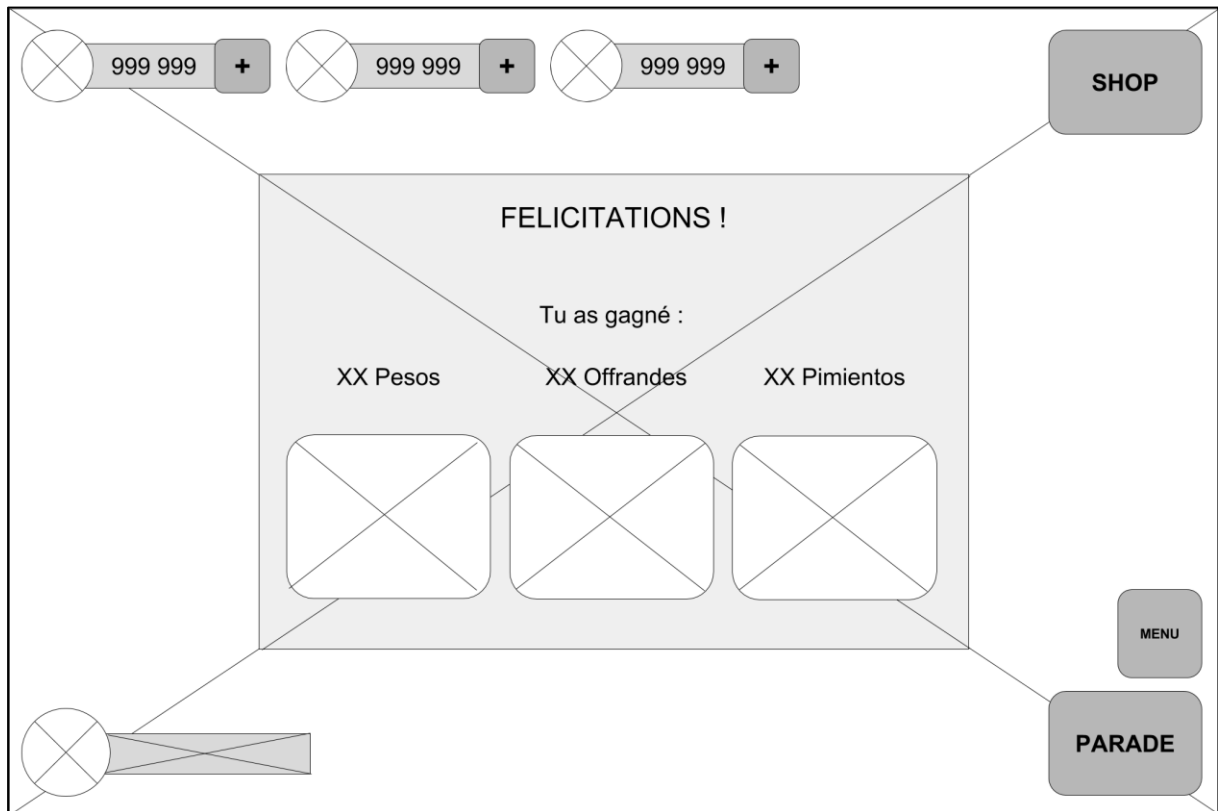 999 999 + 999 999 + 999 999 + SHOP
FELICITATIONS !
Tu as gagné :
XX Pesos XX Offrandes XX Pimientos
MENU
PARADE